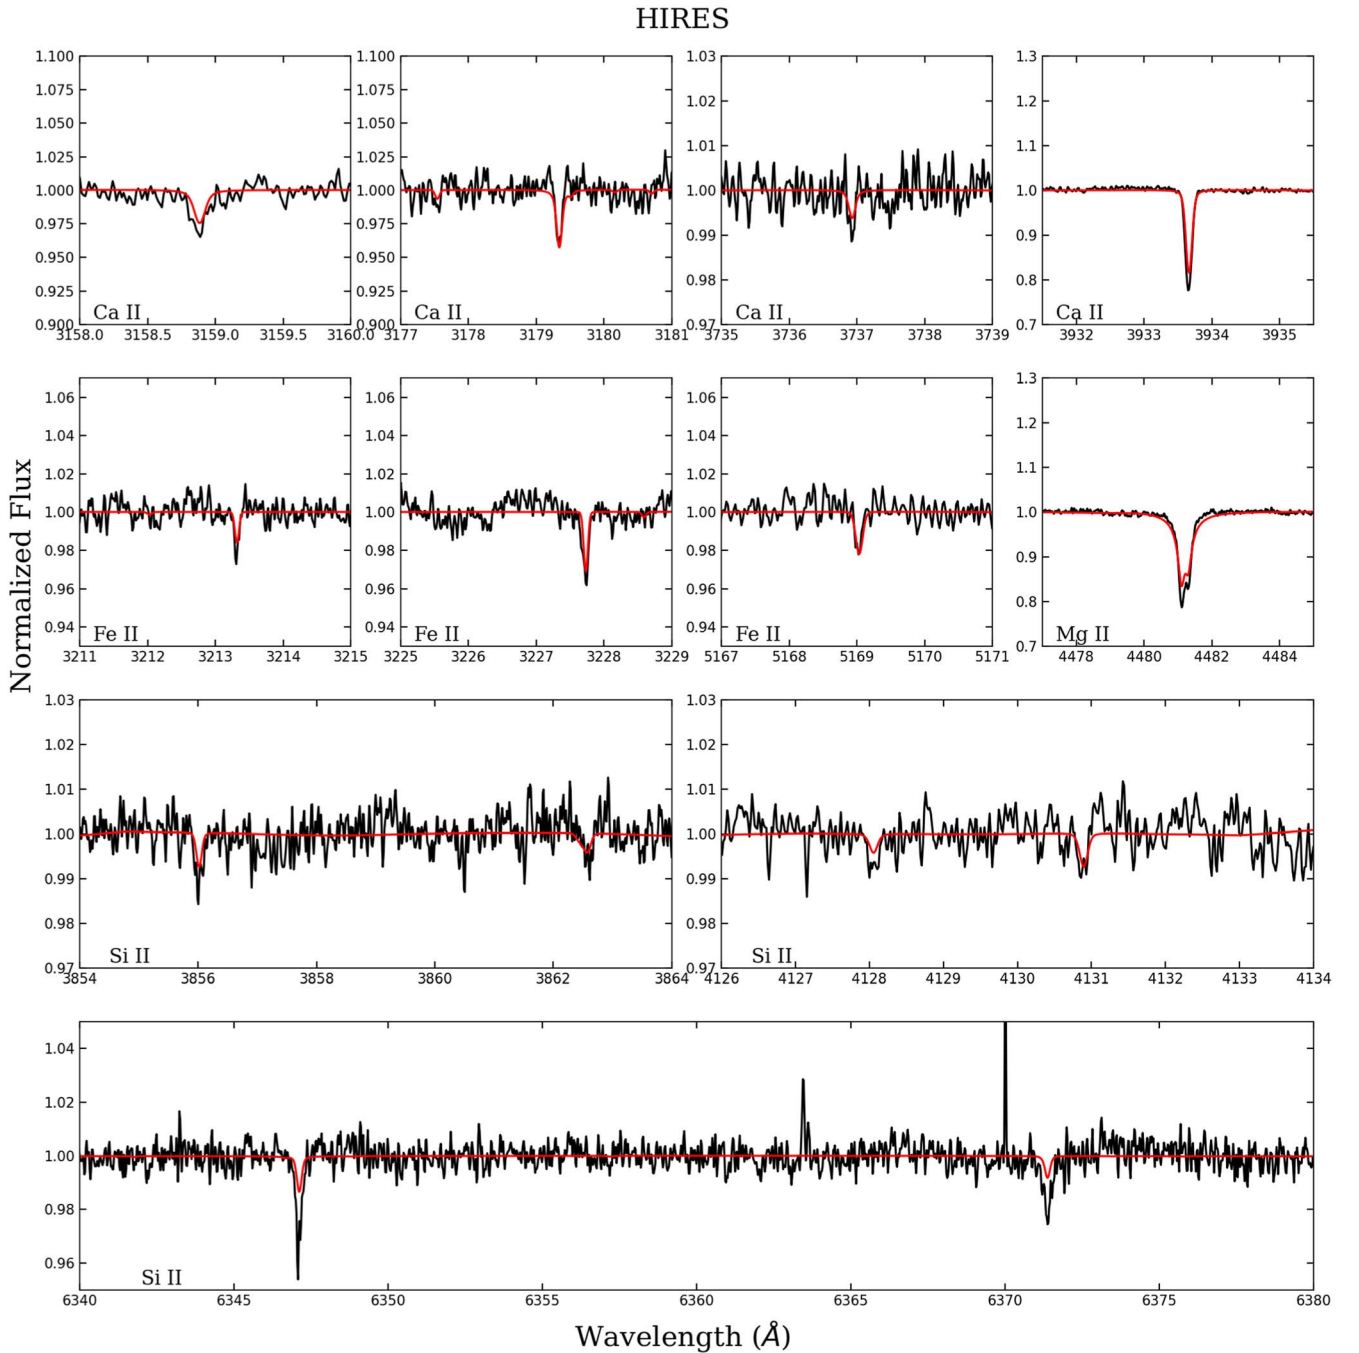 HIRES
1.100 1.100 1.03 1.3
1.075 1.075 1.02 1.2
1.050 1.050 1.01 1.1
1.025 1.025 1.00 1.0
1.000 1.000 0.99 0.9
0.975 0.975 0.98 0.8
0.950 0.950 0.97 0.7
0.925 0.925
0.900 0.900
Ca II Ca II Ca II Ca II
3158.0 3158.5 3159.0 3159.5 3160.0 3177 3178 3179 3180 3181 3735 3736 3737 3738 3739 3932 3933 3934 3935
1.06 1.06 1.06 1.3
1.04 1.04 1.04 1.2
1.02 1.02 1.02 1.1
1.00 1.00 1.00 1.0
0.98 0.98 0.98 0.9
0.96 0.96 0.96 0.8
0.94 0.94 0.94 0.7
Fe II Fe II Fe II Mg II
3211 3212 3213 3214 3215 3225 3226 3227 3228 3229 5167 5168 5169 5170 5171 4478 4480 4482 4484
Normalized Flux
1.03 1.03
1.02 1.02
1.01 1.01
1.00 1.00
0.99 0.99
0.98 0.98
0.97 0.97
Si II Si II
3854 3856 3858 3860 3862 3864 4126 4127 4128 4129 4130 4131 4132 4133 4134
1.04
1.02
1.00
0.98
0.96
Si II
6340 6345 6350 6355 6360 6365 6370 6375 6380
Wavelength (Å)